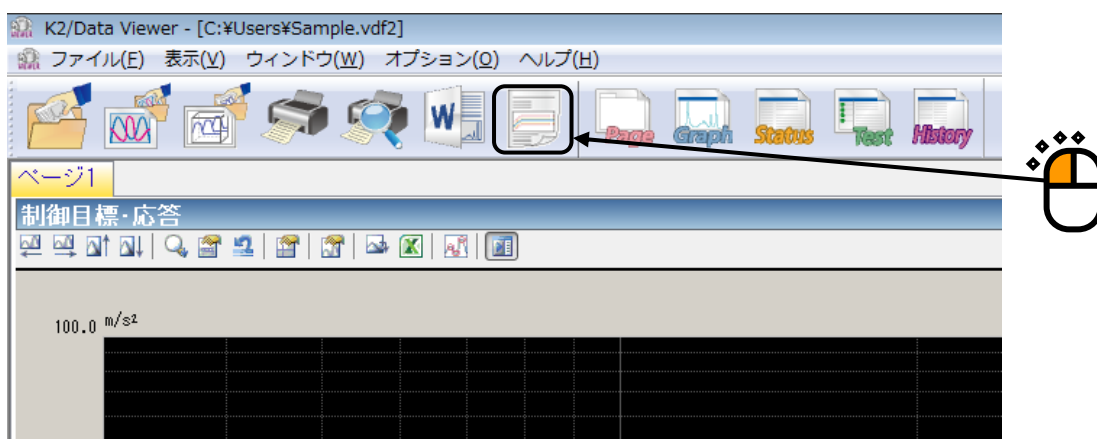 K2/Data Viewer - [C:¥Users¥Sample.vdf2]
ファイル(F) 表示(V) ウィンドウ(W) オプション(O) ヘルプ(H)
W Page Graph Status Test History
ページ1
制御目標・応答
100.0 m/s²